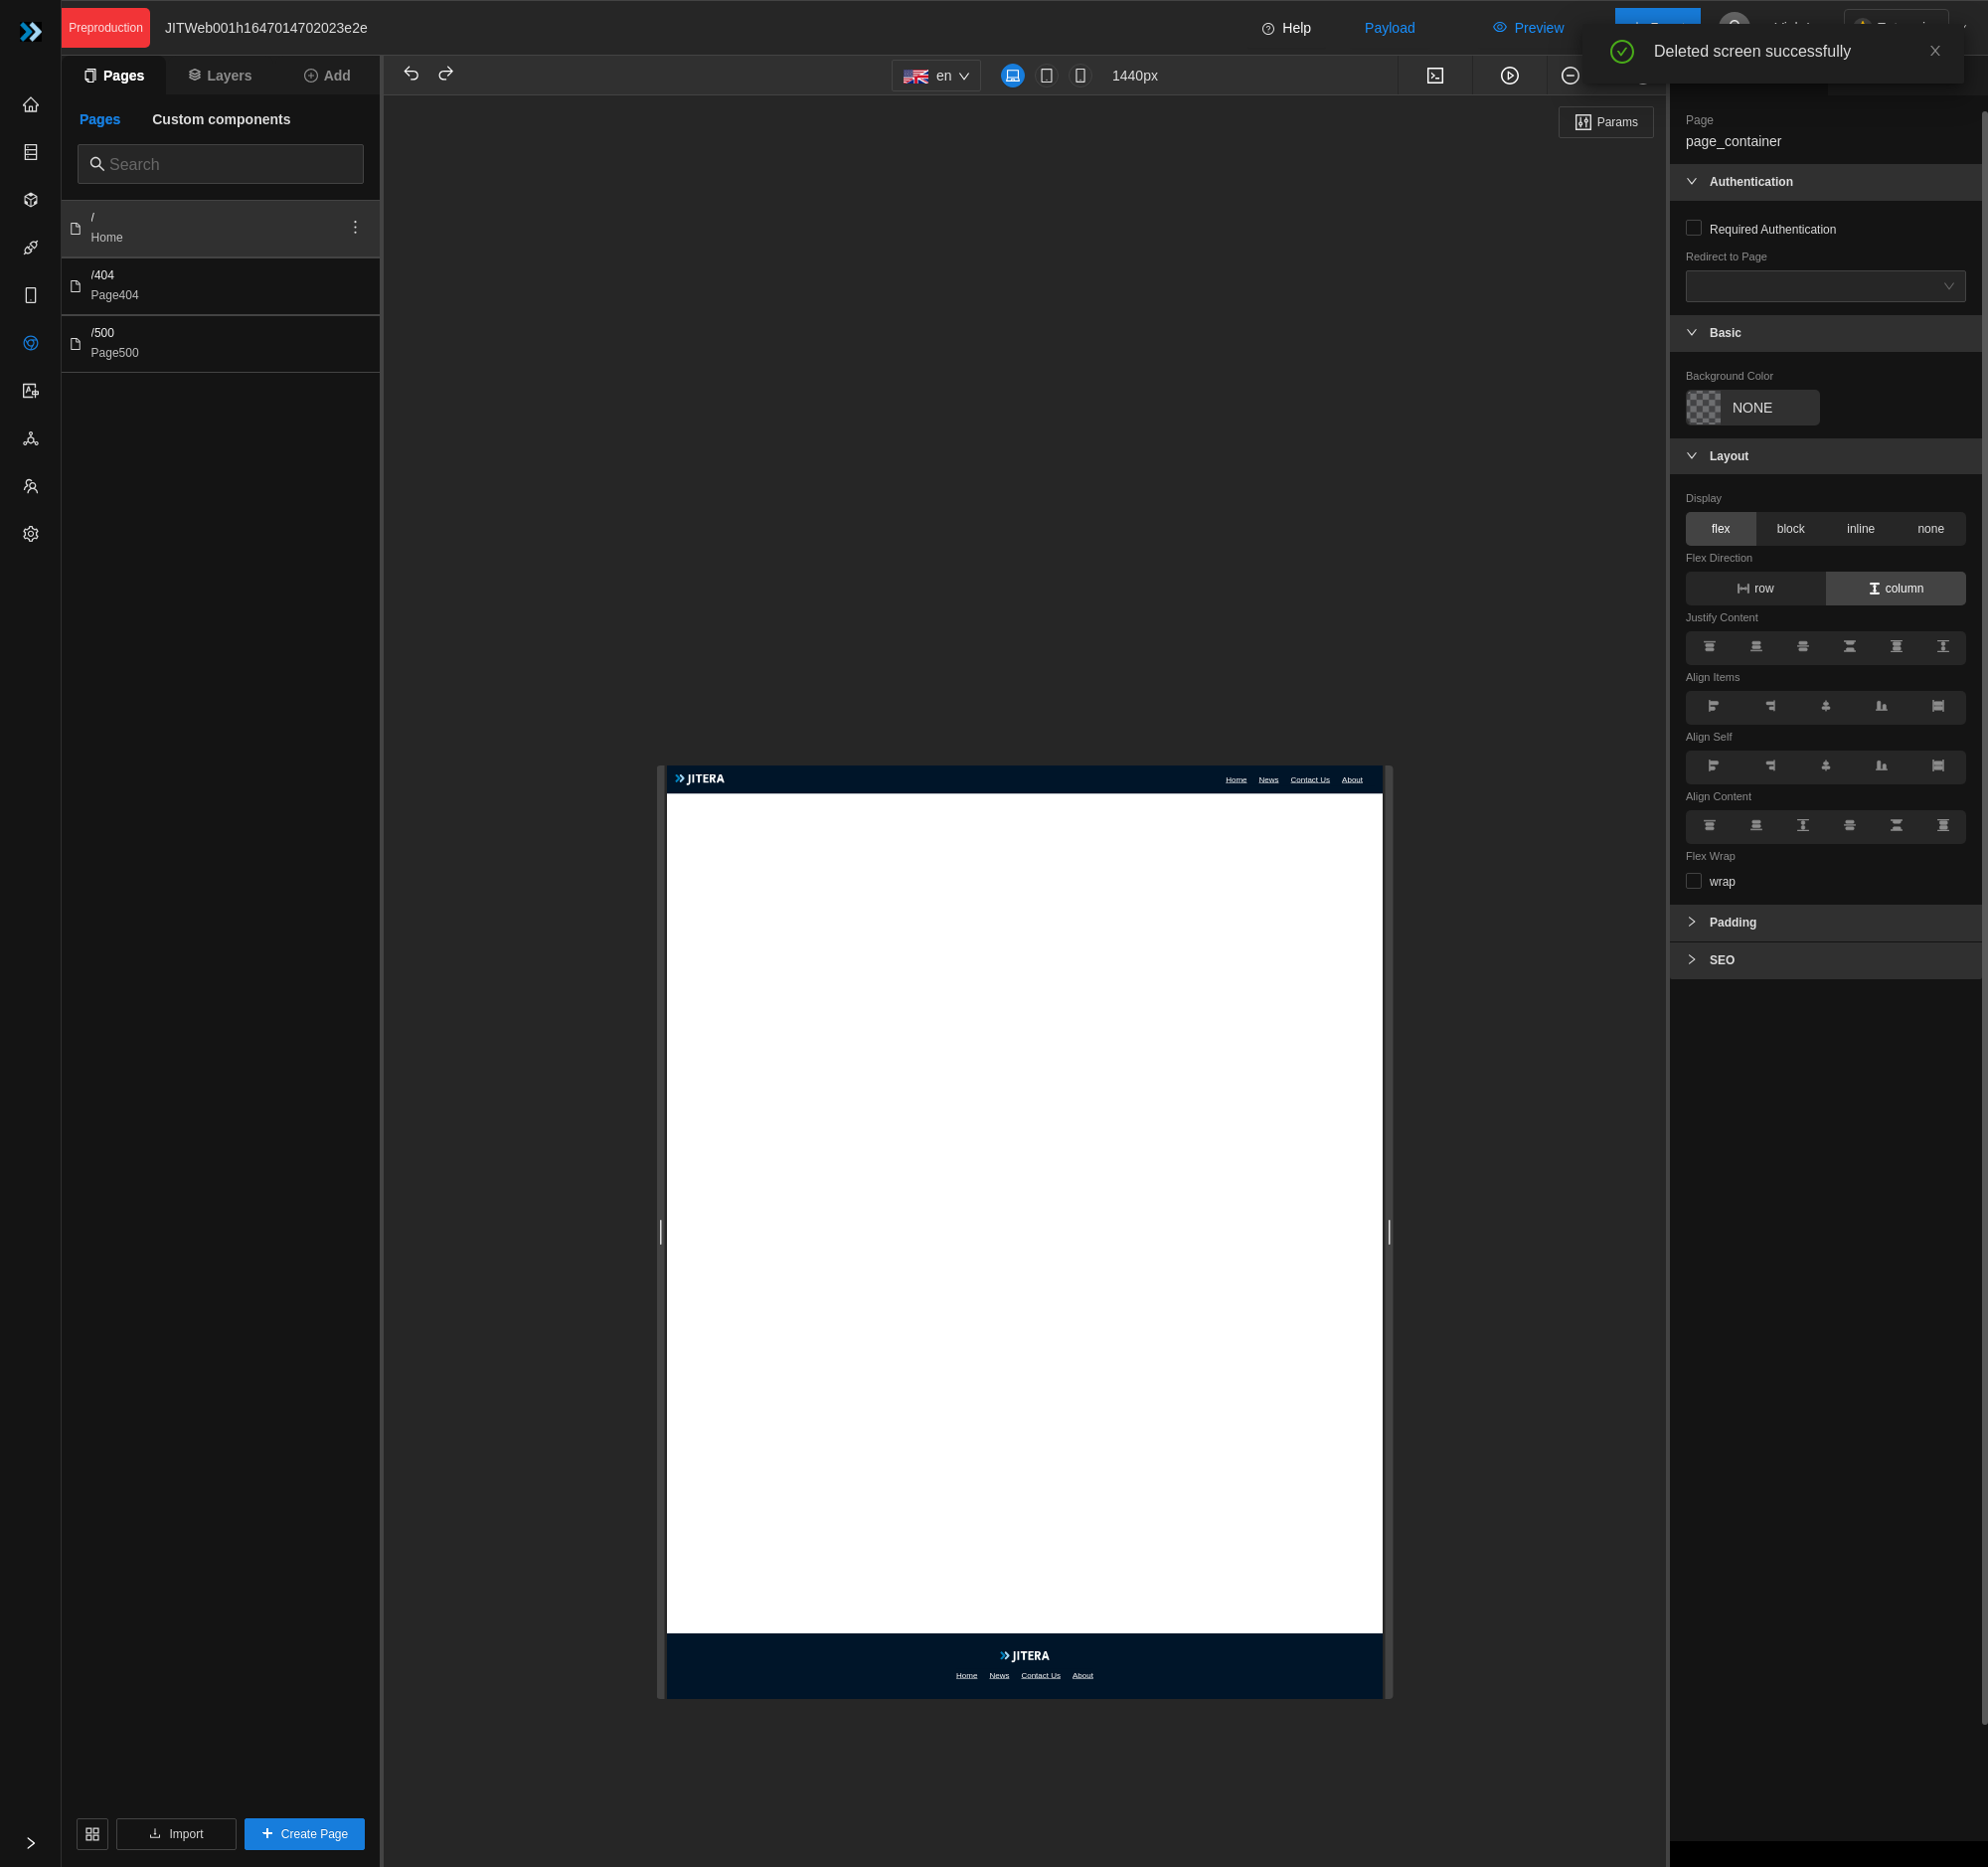 Preproduction
JITWeb001h1647014702023e2e
Help
Payload
Preview
Deleted screen successfully
Pages
Layers
Add
en
1440px
Pages
Custom components
Search
/
Home
/404
Page404
/500
Page500
Import
Create Page
Params
JITERA
Home News Contact Us About
JITERA
Home News Contact Us About
Page
page_container
Authentication
Required Authentication
Redirect to Page
Basic
Background Color
NONE
Layout
Display
flex block inline none
Flex Direction
row column
Justify Content
Align Items
Align Self
Align Content
Flex Wrap
wrap
Padding
SEO